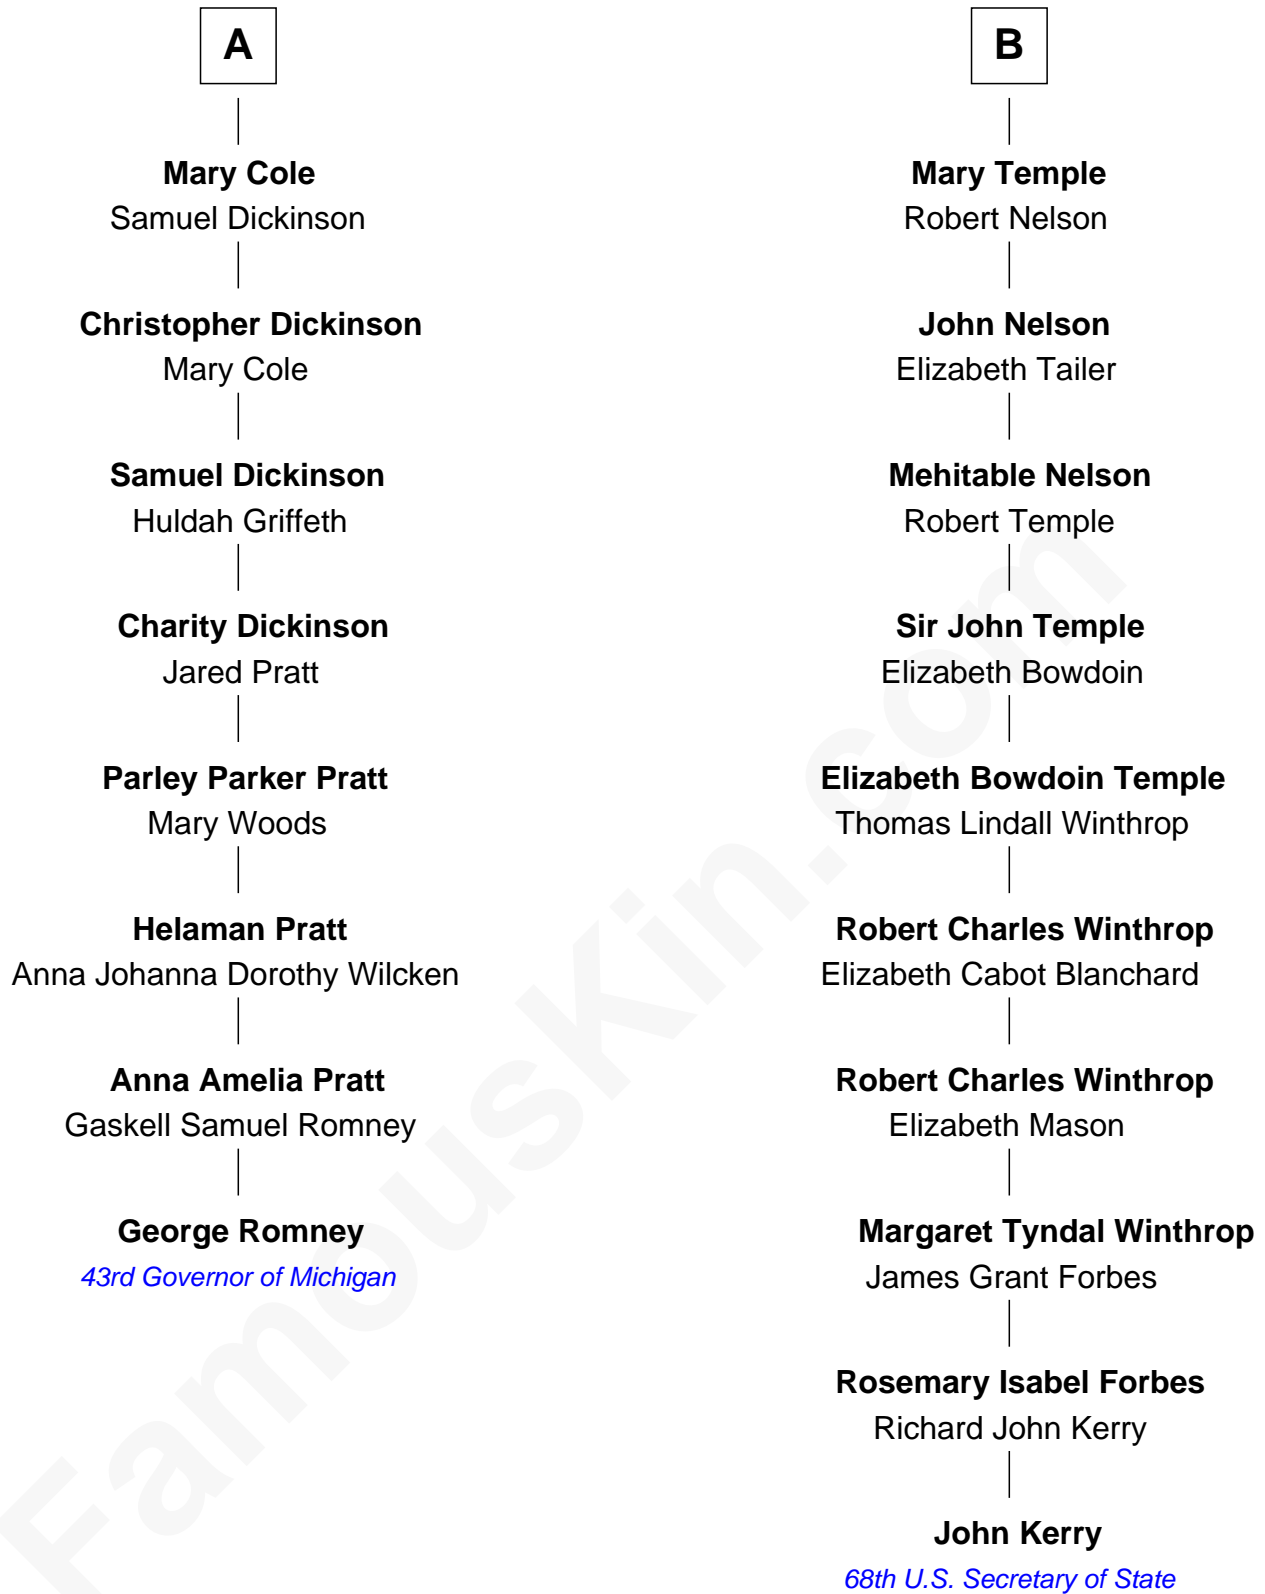 A
Mary Cole
Samuel Dickinson
Christopher Dickinson
Mary Cole
Samuel Dickinson
Huldah Griffeth
Charity Dickinson
Jared Pratt
Parley Parker Pratt
Mary Woods
Helaman Pratt
Anna Johanna Dorothy Wilcken
Anna Amelia Pratt
Gaskell Samuel Romney
George Romney
43rd Governor of Michigan
B
Mary Temple
Robert Nelson
John Nelson
Elizabeth Tailer
Mehitable Nelson
Robert Temple
Sir John Temple
Elizabeth Bowdoin
Elizabeth Bowdoin Temple
Thomas Lindall Winthrop
Robert Charles Winthrop
Elizabeth Cabot Blanchard
Robert Charles Winthrop
Elizabeth Mason
Margaret Tyndal Winthrop
James Grant Forbes
Rosemary Isabel Forbes
Richard John Kerry
John Kerry
68th U.S. Secretary of State
FamousKin.com